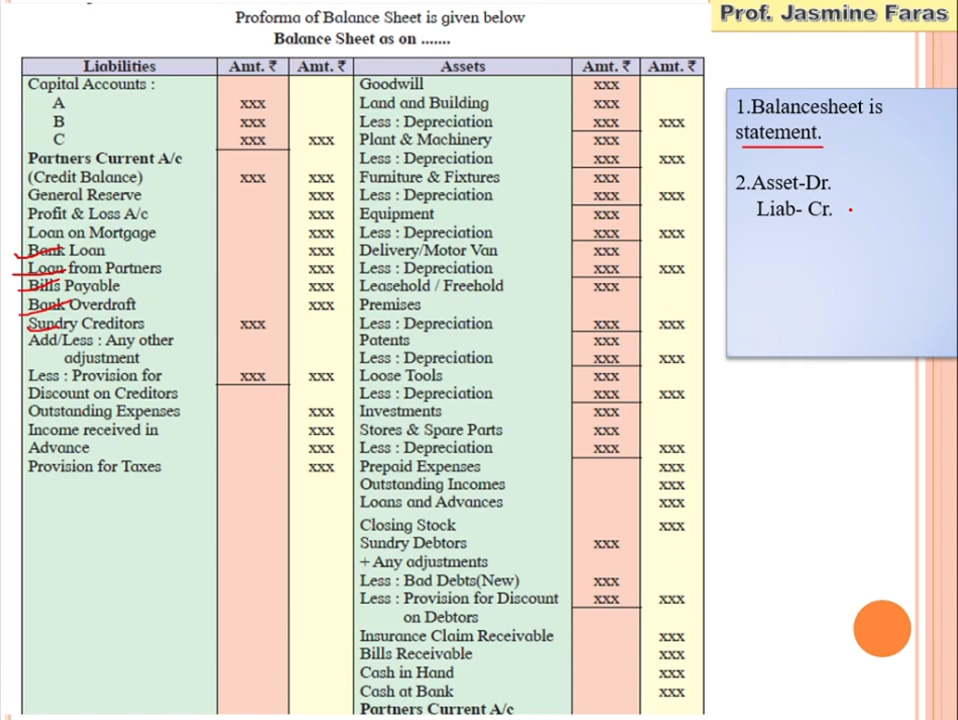 Proforma of Balance Sheet is given below
Prof. Jasmine Faras
Balance Sheet as on .......
Liabilities Amt. ₹ Amt. ₹ Assets Amt. ₹ Amt. ₹
Capital Accounts : Goodwill xxx
A xxx Land and Building xxx
B xxx Less : Depreciation xxx xxx
C xxx xxx Plant & Machinery xxx
Partners Current A/c Less : Depreciation xxx xxx
(Credit Balance) xxx xxx Furniture & Fixtures xxx
General Reserve xxx Less : Depreciation xxx xxx
Profit & Loss A/c xxx Equipment xxx
Loan on Mortgage xxx Less : Depreciation xxx xxx
Bank Loan xxx Delivery/Motor Van xxx
Loan from Partners xxx Less : Depreciation xxx xxx
Bills Payable xxx Leasehold / Freehold xxx
Bank Overdraft xxx Premises
Sundry Creditors xxx Less : Depreciation xxx xxx
Add/Less : Any other Patents xxx
adjustment Less : Depreciation xxx xxx
Less : Provision for xxx xxx Loose Tools xxx
Discount on Creditors Less : Depreciation xxx xxx
Outstanding Expenses xxx Investments xxx
Income received in xxx Stores & Spare Parts xxx
Advance xxx Less : Depreciation xxx xxx
Provision for Taxes xxx Prepaid Expenses xxx
Outstanding Incomes xxx
Loans and Advances xxx
Closing Stock xxx
Sundry Debtors xxx
+ Any adjustments
Less : Bad Debts(New) xxx
Less : Provision for Discount xxx xxx
on Debtors
Insurance Claim Receivable xxx
Bills Receivable xxx
Cash in Hand xxx
Cash at Bank xxx
Partners Current A/c
1.Balancesheet is
statement.
2.Asset-Dr.
Liab- Cr.